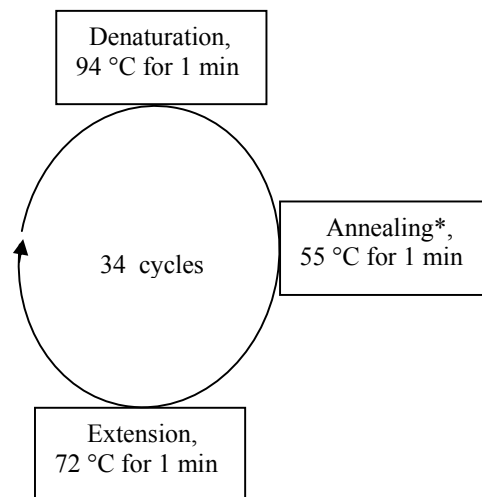 Denaturation,
94 °C for 1 min
Annealing*,
55 °C for 1 min
34 cycles
Extension,
72 °C for 1 min